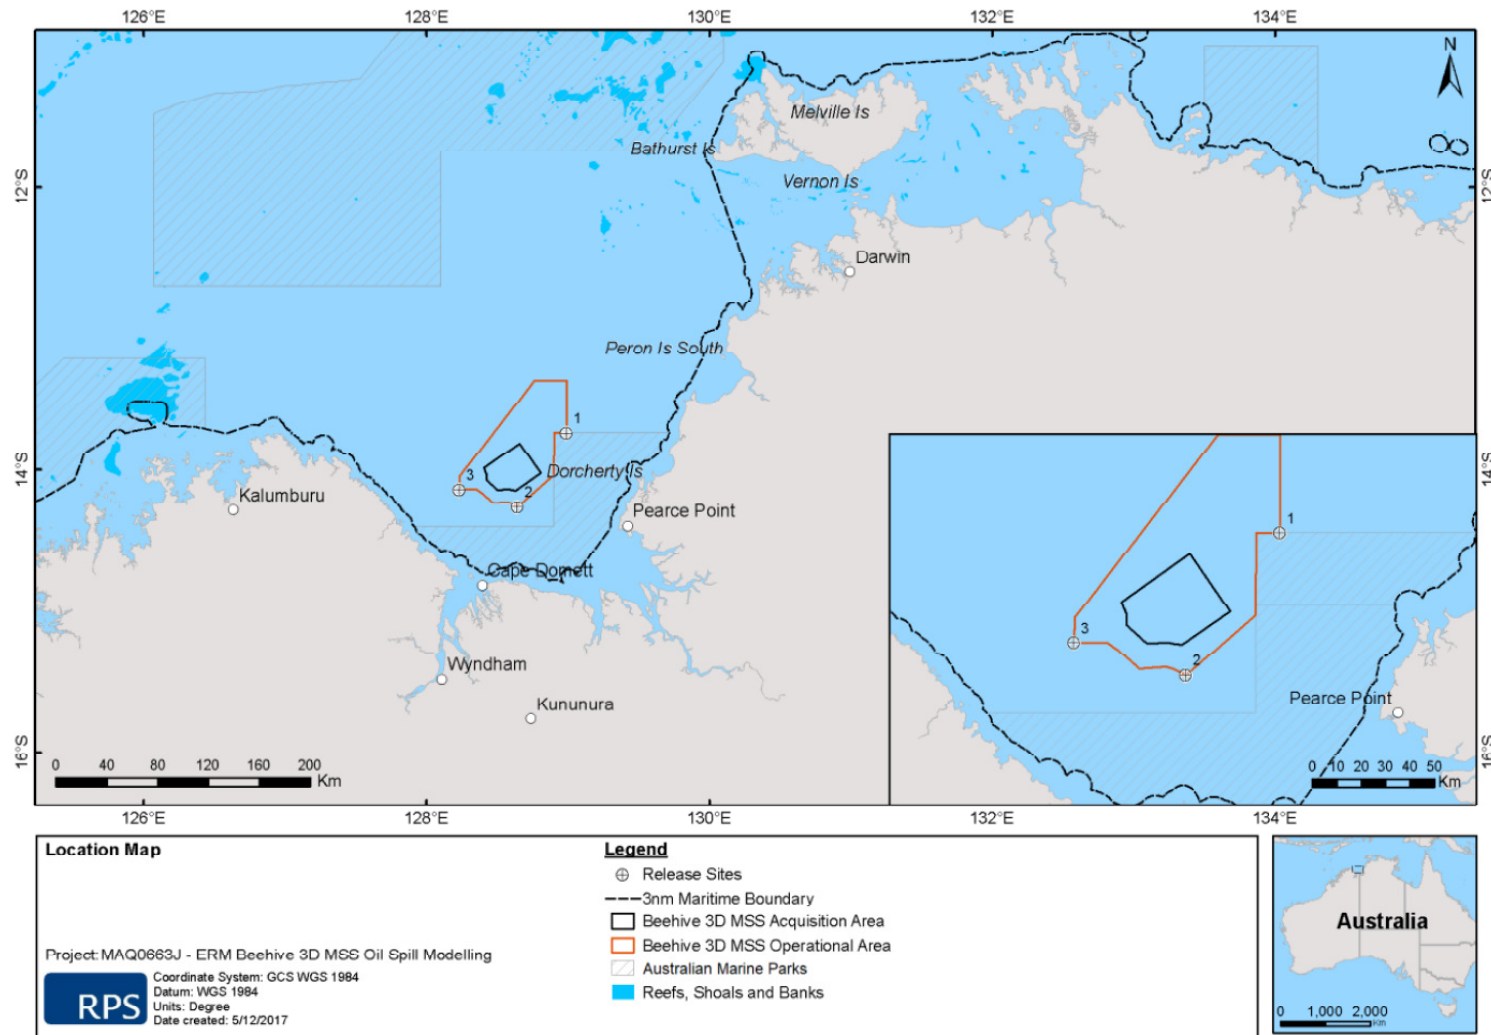 126°E 128°E 130°E 132°E 134°E
N
Melville Is
Bathurst Is
Vernon Is
12°S 12°S
Darwin
Peron Is South
1
14°S 14°S
3
Dorcherty Is
2
Kalumburu
Pearce Point
Cape Domett
Wyndham
Kununura
1
3
2
Pearce Point
16°S 16°S
0 40 80 120 160 200
Km
0 10 20 30 40 50
Km
126°E 128°E 130°E 132°E 134°E
Location Map
Project: MAQ0663J - ERM Beehive 3D MSS Oil Spill Modelling
RPS
Coordinate System: GCS WGS 1984
Datum: WGS 1984
Units: Degree
Date created: 5/12/2017
Legend
Release Sites
3nm Maritime Boundary
Beehive 3D MSS Acquisition Area
Beehive 3D MSS Operational Area
Australian Marine Parks
Reefs, Shoals and Banks
Australia
0 1,000 2,000
Km